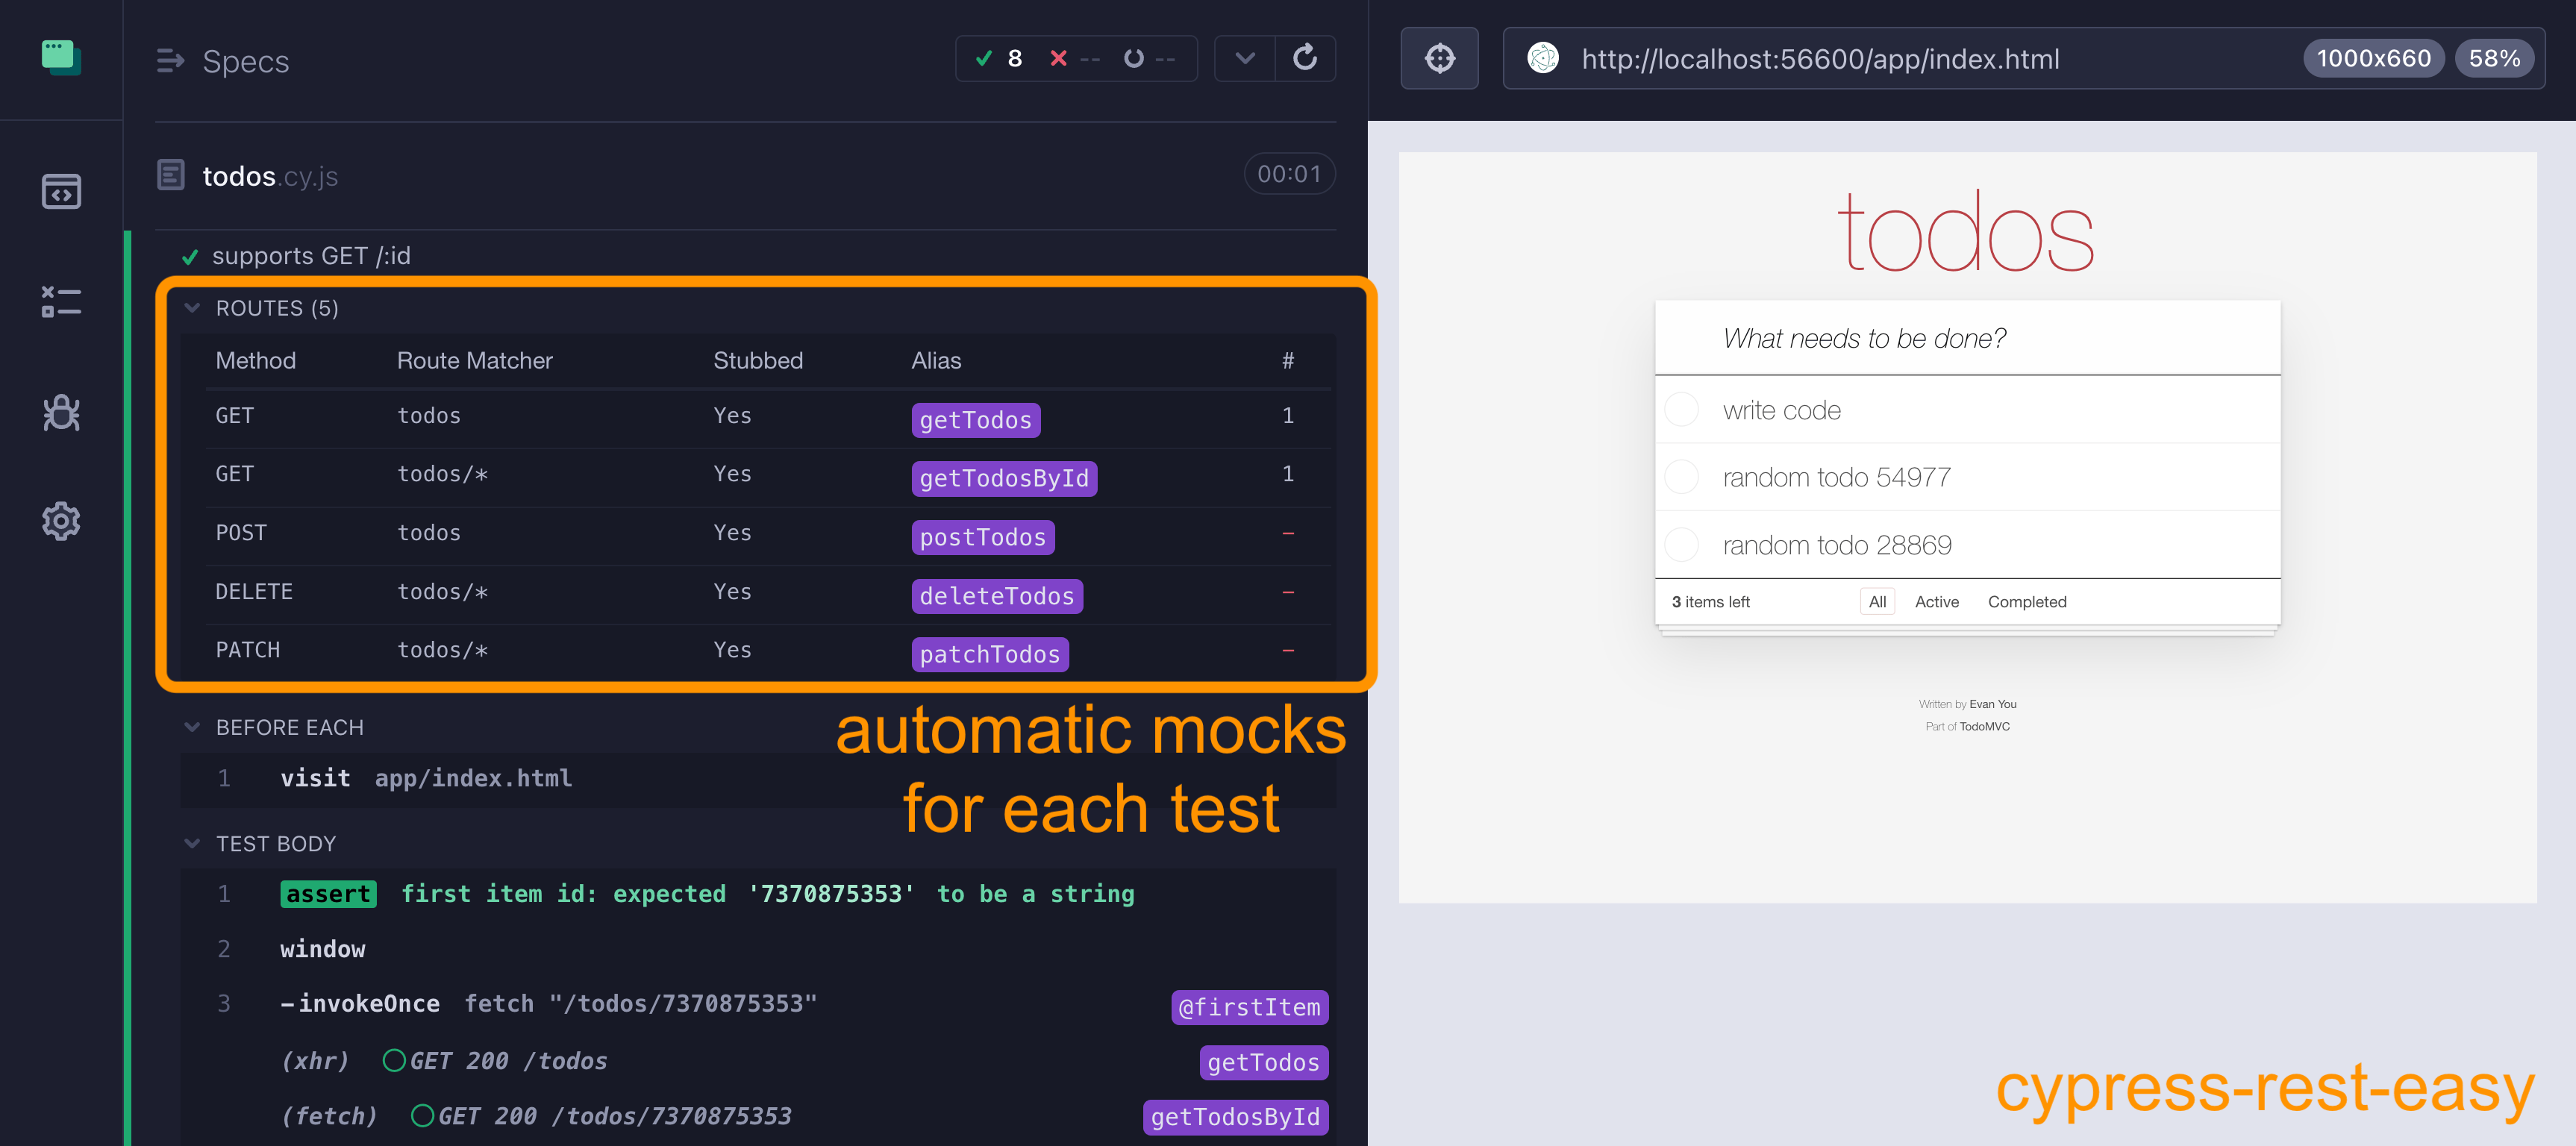 Specs
8 -- --
http://localhost:56600/app/index.html 1000x660 58%
todos.cy.js 00:01
supports GET /:id
ROUTES (5)
Method Route Matcher Stubbed Alias #
GET todos Yes getTodos 1
GET todos/* Yes getTodosById 1
POST todos Yes postTodos –
DELETE todos/* Yes deleteTodos –
PATCH todos/* Yes patchTodos –
automatic mocks
for each test
BEFORE EACH
1 visit app/index.html
TEST BODY
1 assert first item id: expected '7370875353' to be a string
2 window
3 -invokeOnce fetch "/todos/7370875353" @firstItem
(xhr) GET 200 /todos getTodos
(fetch) GET 200 /todos/7370875353 getTodosById
todos
What needs to be done?
write code
random todo 54977
random todo 28869
3 items left All Active Completed
Written by Evan You
Part of TodoMVC
cypress-rest-easy